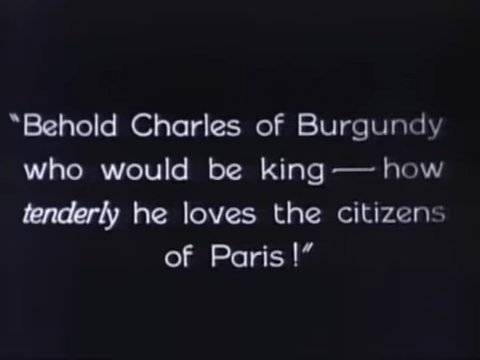 "Behold Charles of Burgundy
who would be king — how
tenderly he loves the citizens
of Paris!"